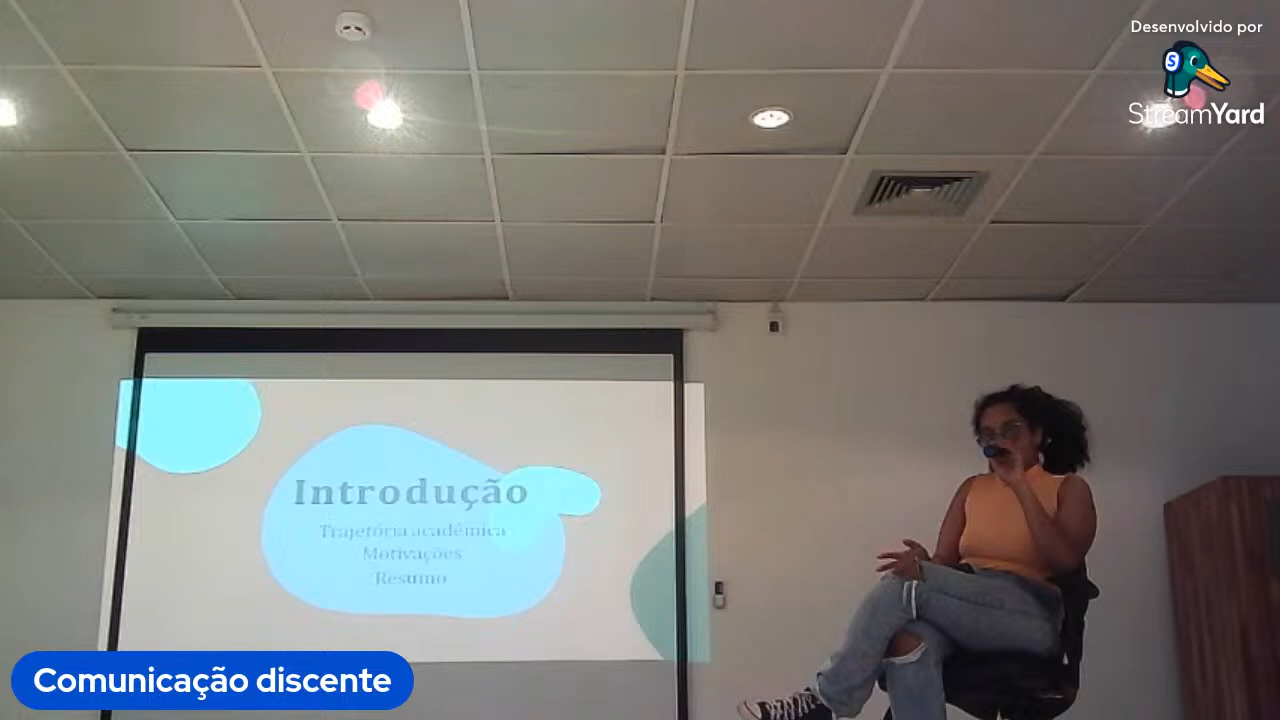 Desenvolvido por
S
StreamYard
Introdução
Trajetória acadêmica
Motivações
Resumo
Comunicação discente